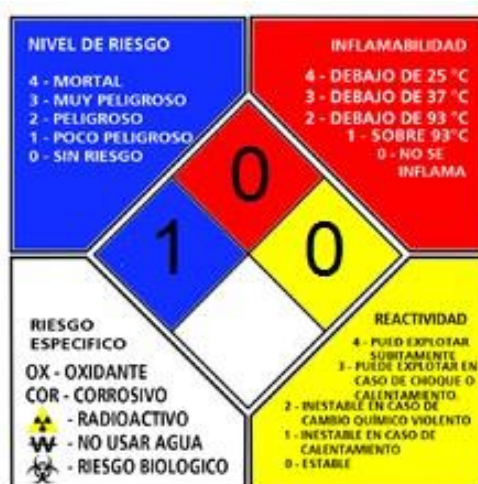 NIVEL DE RIESGO
4 - MORTAL
3 - MUY PELIGROSO
2 - PELIGROSO
1 - POCO PELIGROSO
0 - SIN RIESGO
INFLAMABILIDAD
4 - DEBAJO DE 25 °C
3 - DEBAJO DE 37 °C
2 - DEBAJO DE 93 °C
1 - SOBRE 93°C
0 - NO SE
INFLAMA
0
1
0
RIESGO
ESPECIFICO
OX - OXIDANTE
COR - CORROSIVO
- RADIOACTIVO
W - NO USAR AGUA
- RIESGO BIOLOGICO
REACTIVIDAD
4 - PUED EXPLOTAR
SÚBITAMENTE
3 - PUEDE EXPLOTAR EN
CASO DE CHOQUE O
CALENTAMIENTO.
2 - INESTABLE EN CASO DE
CAMBIO QUÍMICO VIOLENTO
1 - INESTABLE EN CASO DE
CALENTAMIENTO
0 - ESTABLE